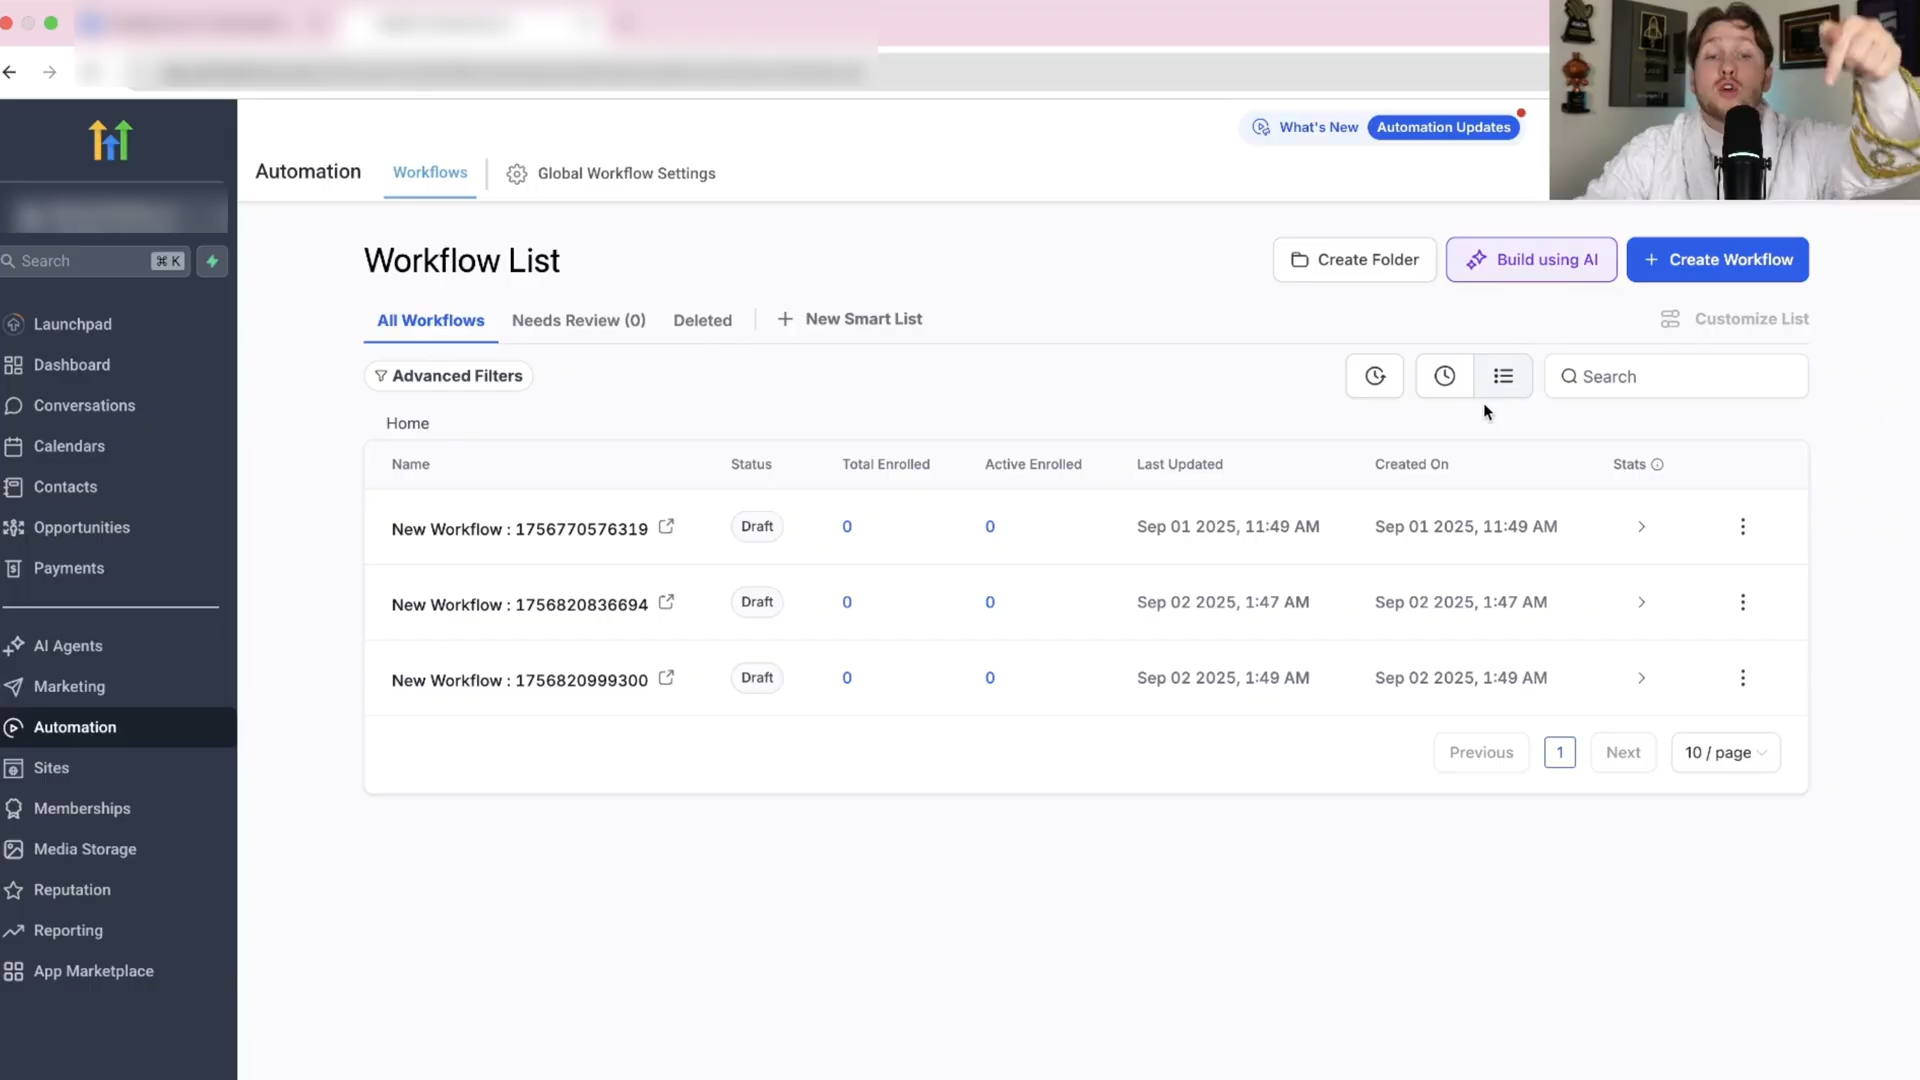 What's New
Automation Updates
Automation
Workflows
Global Workflow Settings
Search
⌘ K
Launchpad
Dashboard
Conversations
Calendars
Contacts
Opportunities
Payments
AI Agents
Marketing
Automation
Sites
Memberships
Media Storage
Reputation
Reporting
App Marketplace
Workflow List
Create Folder
Build using AI
+ Create Workflow
All Workflows
Needs Review (0)
Deleted
+ New Smart List
Customize List
Advanced Filters
Search
Home
Name Status Total Enrolled Active Enrolled Last Updated Created On Stats
New Workflow : 1756770576319 Draft 0 0 Sep 01 2025, 11:49 AM Sep 01 2025, 11:49 AM
New Workflow : 1756820836694 Draft 0 0 Sep 02 2025, 1:47 AM Sep 02 2025, 1:47 AM
New Workflow : 1756820999300 Draft 0 0 Sep 02 2025, 1:49 AM Sep 02 2025, 1:49 AM
Previous 1 Next 10 / page